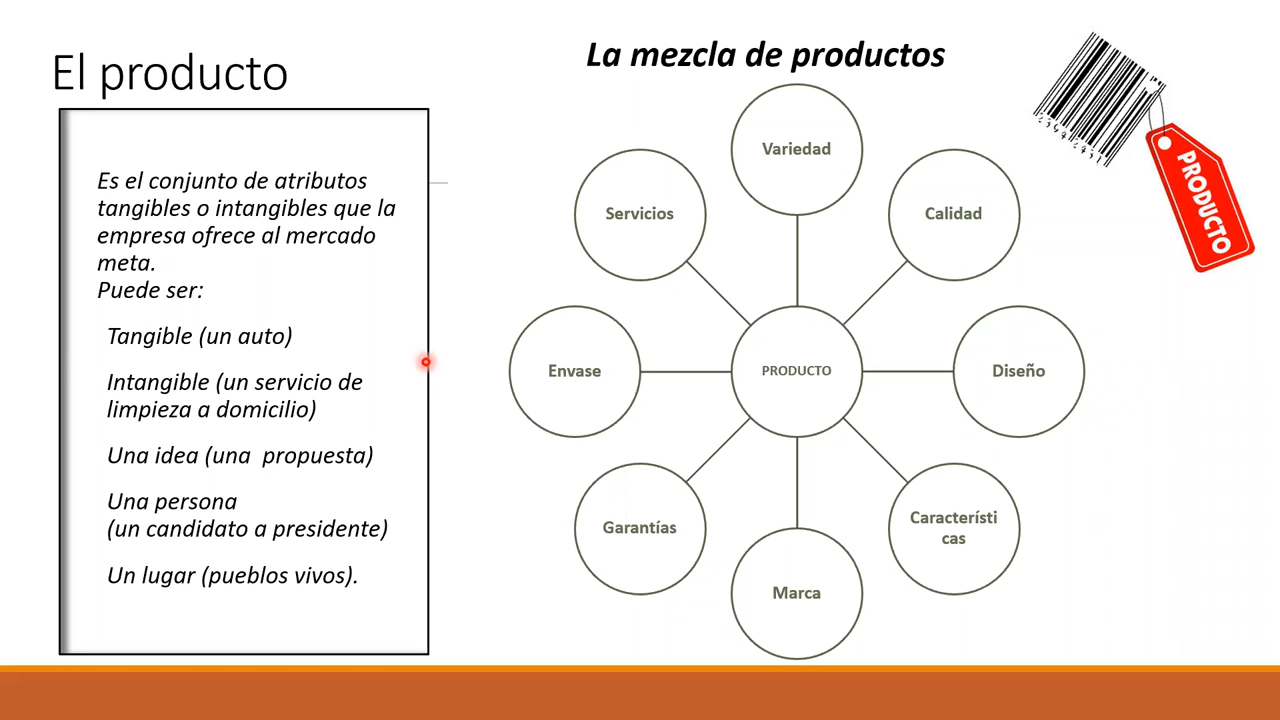 El producto
Es el conjunto de atributos
tangibles o intangibles que la
empresa ofrece al mercado
meta.
Puede ser:
Tangible (un auto)
Intangible (un servicio de
limpieza a domicilio)
Una idea (una propuesta)
Una persona
(un candidato a presidente)
Un lugar (pueblos vivos).
La mezcla de productos
Variedad
Calidad
Diseño
Característi
cas
Marca
Garantías
Envase
Servicios
PRODUCTO
PRODUCTO